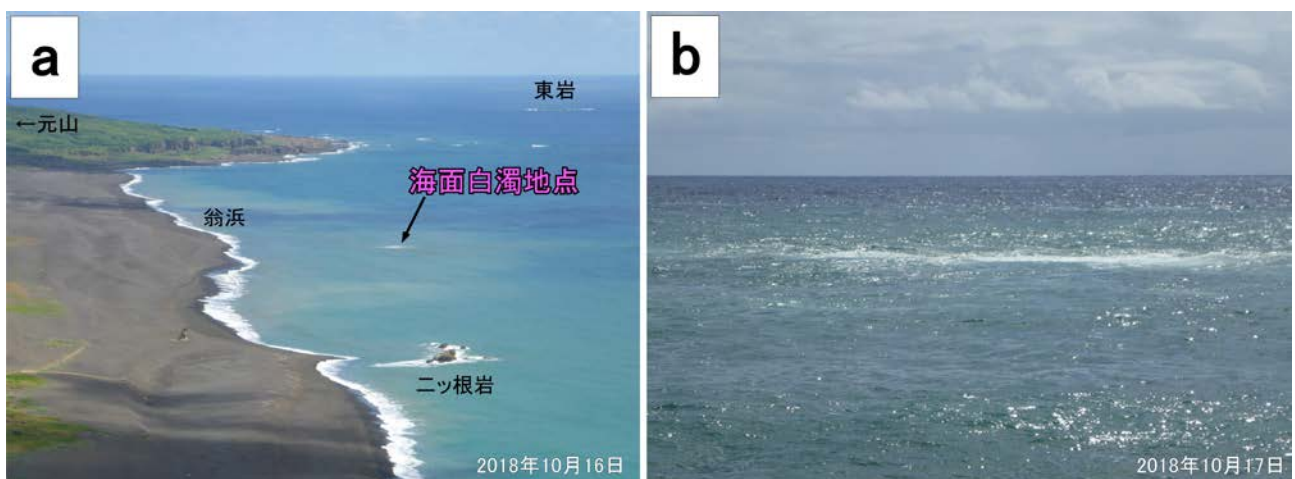 a
東岩
←元山
海面白濁地点
翁浜
二ッ根岩
2018年10月16日
b
2018年10月17日